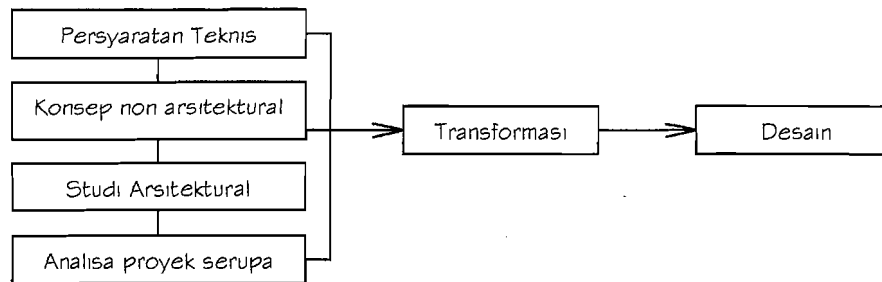 Persyaratan Teknis
Konsep non arsitektural
Transformasi
Desain
Studi Arsitektural
Analisa proyek serupa